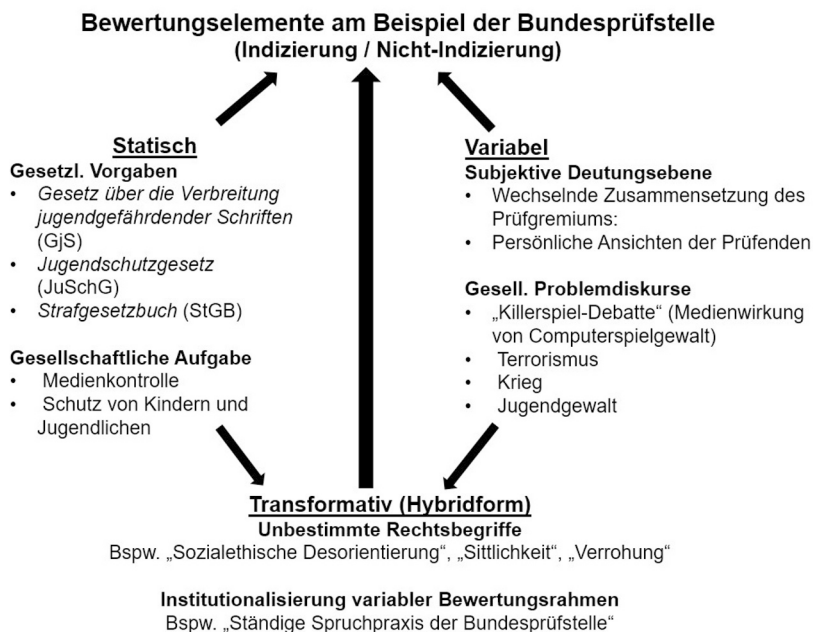 Bewertungselemente am Beispiel der Bundesprüfstelle
(Indizierung / Nicht-Indizierung)
Statisch
Gesetzl. Vorgaben
• Gesetz über die Verbreitung
jugendgefährdender Schriften
(GjS)
• Jugendschutzgesetz
(JuSchG)
• Strafgesetzbuch (StGB)
Gesellschaftliche Aufgabe
• Medienkontrolle
• Schutz von Kindern und
Jugendlichen
Variabel
Subjektive Deutungsebene
• Wechselnde Zusammensetzung des
Prüfgremiums:
• Persönliche Ansichten der Prüfenden
Gesell. Problemdiskurse
• „Killerspiel-Debatte“ (Medienwirkung
von Computerspielgewalt)
• Terrorismus
• Krieg
• Jugendgewalt
Transformativ (Hybridform)
Unbestimmte Rechtsbegriffe
Bspw. „Sozialethische Desorientierung“, „Sittlichkeit“, „Verrohung“
Institutionalisierung variabler Bewertungsrahmen
Bspw. „Ständige Spruchpraxis der Bundesprüfstelle“